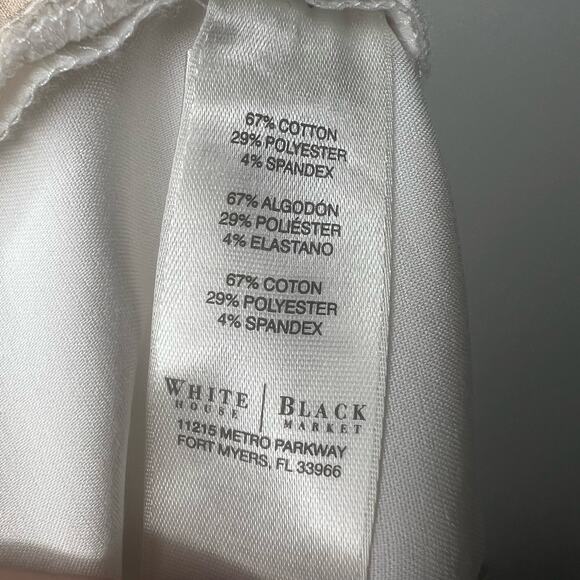 67% COTTON
29% POLYESTER
4% SPANDEX
67% ALGODÓN
29% POLIÉSTER
4% ELASTANO
67% COTON
29% POLYESTER
4% SPANDEX
WHITE | BLACK
HOUSE MARKET
11215 METRO PARKWAY
FORT MYERS, FL 33966